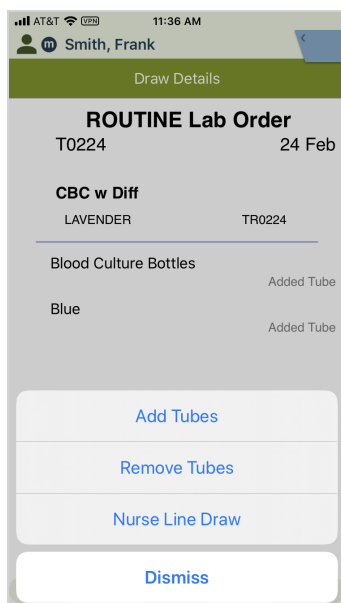 AT&T VPN 11:36 AM
m Smith, Frank
Draw Details
ROUTINE Lab Order
T0224 24 Feb
CBC w Diff
LAVENDER TR0224
Blood Culture Bottles
Added Tube
Blue
Added Tube
Add Tubes
Remove Tubes
Nurse Line Draw
Dismiss